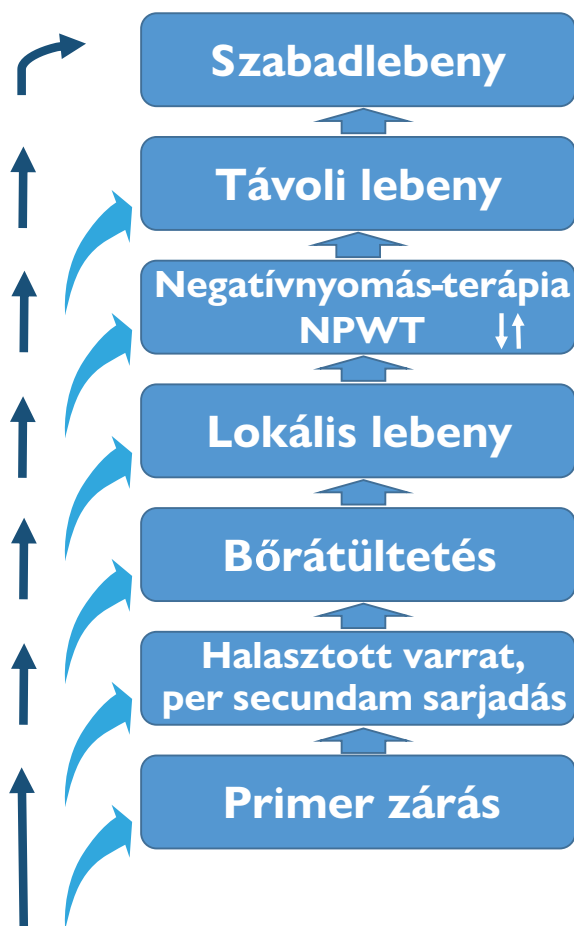 Szabadlebeny
Távoli lebeny
Negatívnyomás-terápia
NPWT
Lokális lebeny
Bőrátültetés
Halasztott varrat,
per secundam sarjadás
Primer zárás